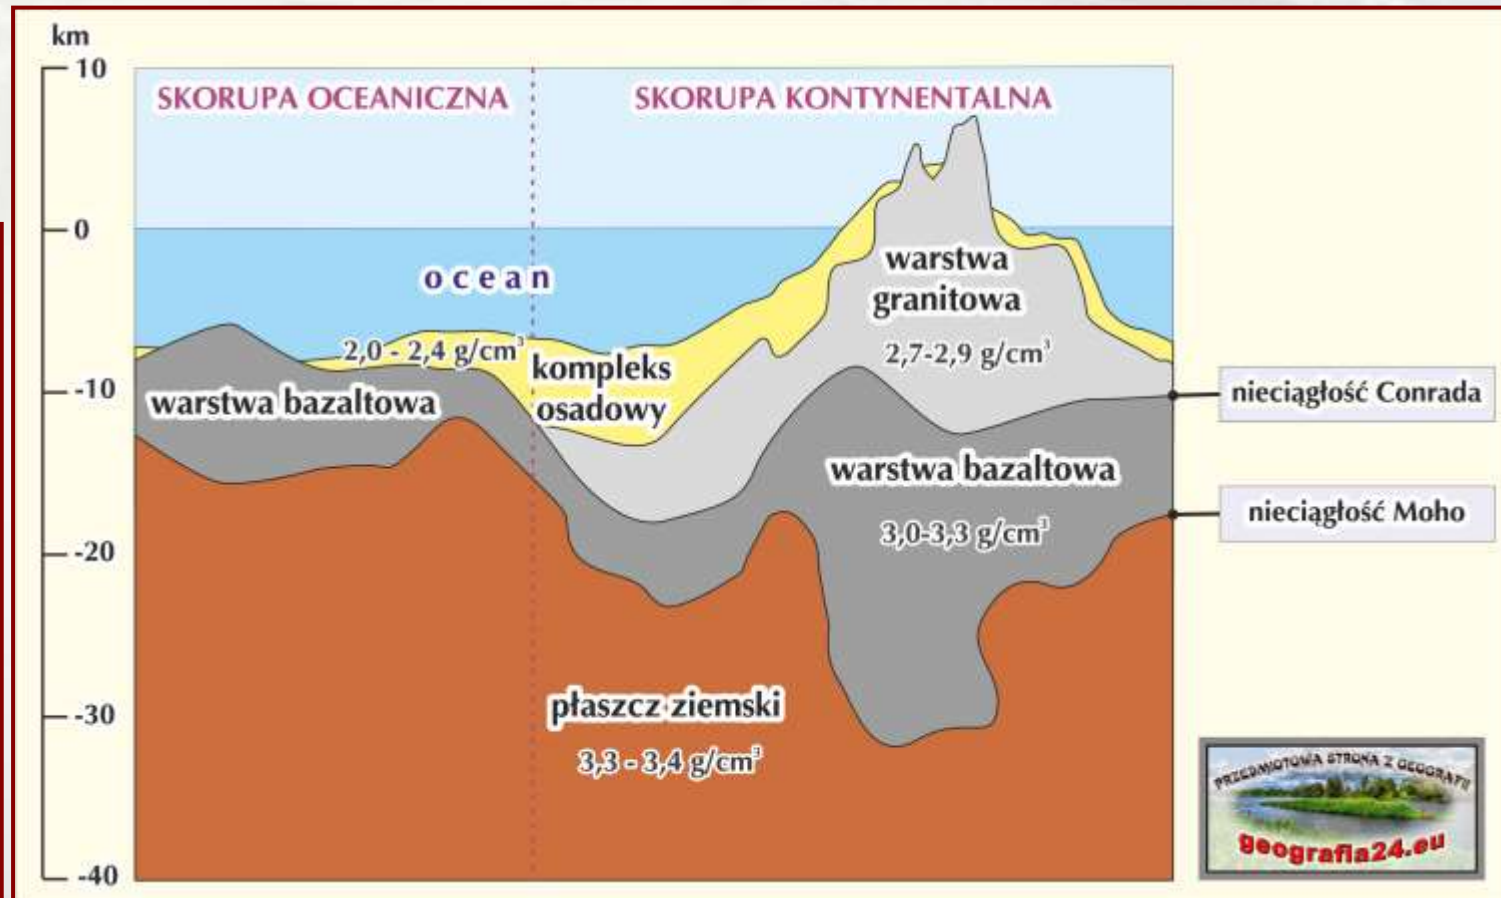 km
10
SKORUPA OCEANICZNA
SKORUPA KONTYNENTALNA
0
ocean
warstwa
granitowa
2,7-2,9 g/cm³
2,0 - 2,4 g/cm³
kompleks
osadowy
-10
warstwa bazaltowa
nieciągłość Conrada
warstwa bazaltowa
3,0-3,3 g/cm³
nieciągłość Moho
-20
-30
płaszcz ziemski
3,3 - 3,4 g/cm³
-40
PRZEDMIOTOWA STRONA Z GEOGRAFII
geografia24.eu